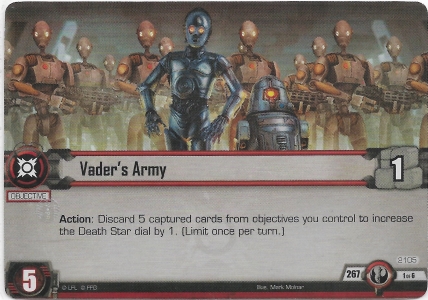 Vader's Army
1
OBJECTIVE
Action: Discard 5 captured cards from objectives you control to increase
the Death Star dial by 1. (Limit once per turn.)
2105
5
© LFL © FFG
Illus. Mark Molnar
267
1 of 6